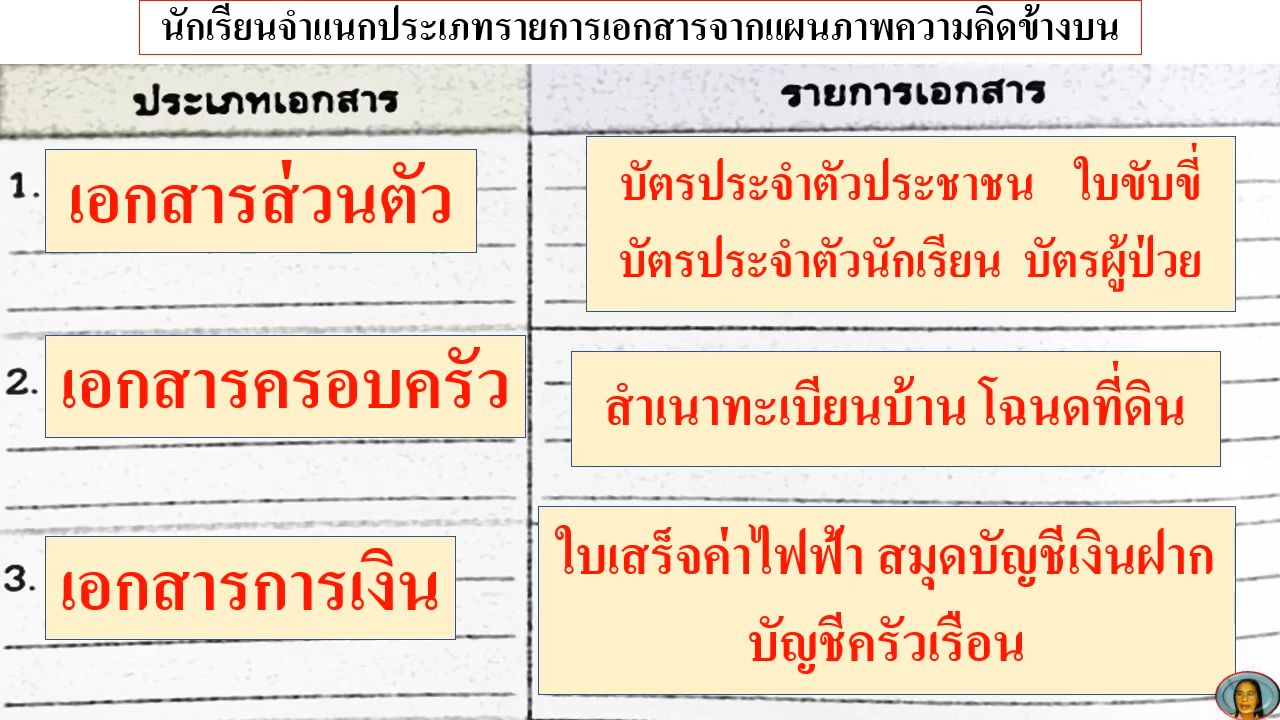 นักเรียนจำแนกประเภทรายการเอกสารจากแผนภาพความคิดข้างบน
ประเภทเอกสาร
รายการเอกสาร
1. เอกสารส่วนตัว
บัตรประจำตัวประชาชน ใบขับขี่
บัตรประจำตัวนักเรียน บัตรผู้ป่วย
2. เอกสารครอบครัว
สำเนาทะเบียนบ้าน โฉนดที่ดิน
3. เอกสารการเงิน
ใบเสร็จค่าไฟฟ้า สมุดบัญชีเงินฝาก
บัญชีครัวเรือน